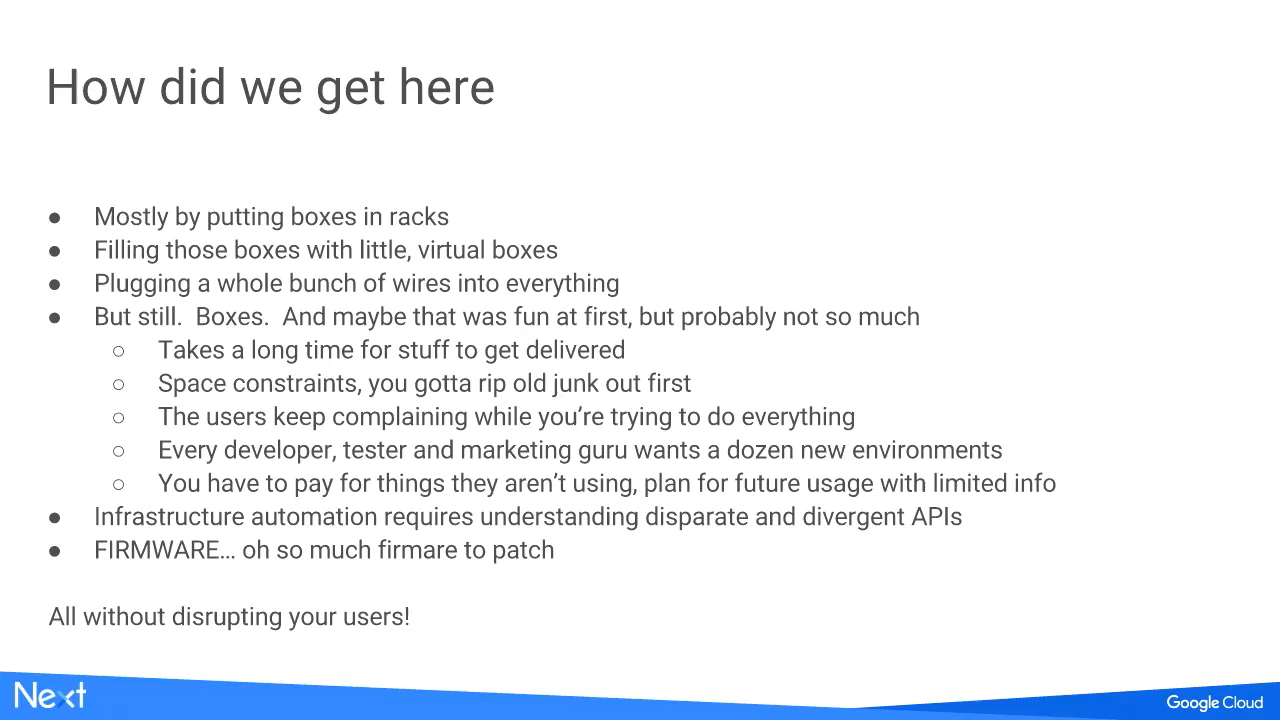 How did we get here
● Mostly by putting boxes in racks
● Filling those boxes with little, virtual boxes
● Plugging a whole bunch of wires into everything
● But still.  Boxes.  And maybe that was fun at first, but probably not so much
○ Takes a long time for stuff to get delivered
○ Space constraints, you gotta rip old junk out first
○ The users keep complaining while you’re trying to do everything
○ Every developer, tester and marketing guru wants a dozen new environments
○ You have to pay for things they aren’t using, plan for future usage with limited info
● Infrastructure automation requires understanding disparate and divergent APIs
● FIRMWARE… oh so much firmare to patch
All without disrupting your users!
Next
Google Cloud